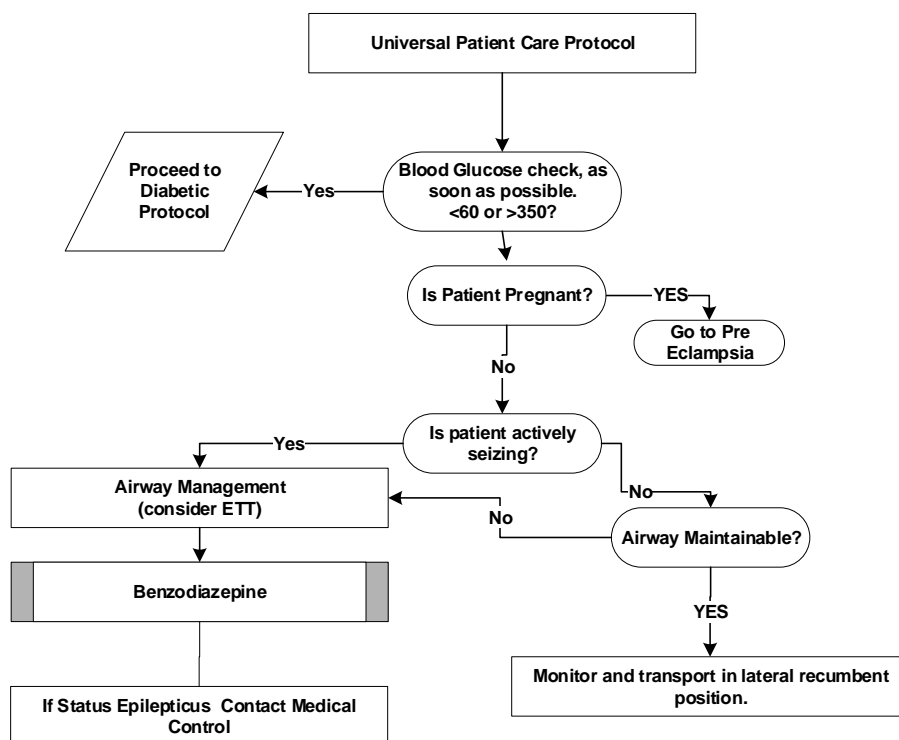 Universal Patient Care Protocol
Proceed to
Diabetic
Protocol
Yes
Blood Glucose check, as
soon as possible.
<60 or >350?
Is Patient Pregnant?
YES
Go to Pre
Eclampsia
No
Is patient actively
seizing?
Yes
No
Airway Management
(consider ETT)
No
Airway Maintainable?
Benzodiazepine
YES
If Status Epilepticus  Contact Medical
Control
Monitor and transport in lateral recumbent
position.